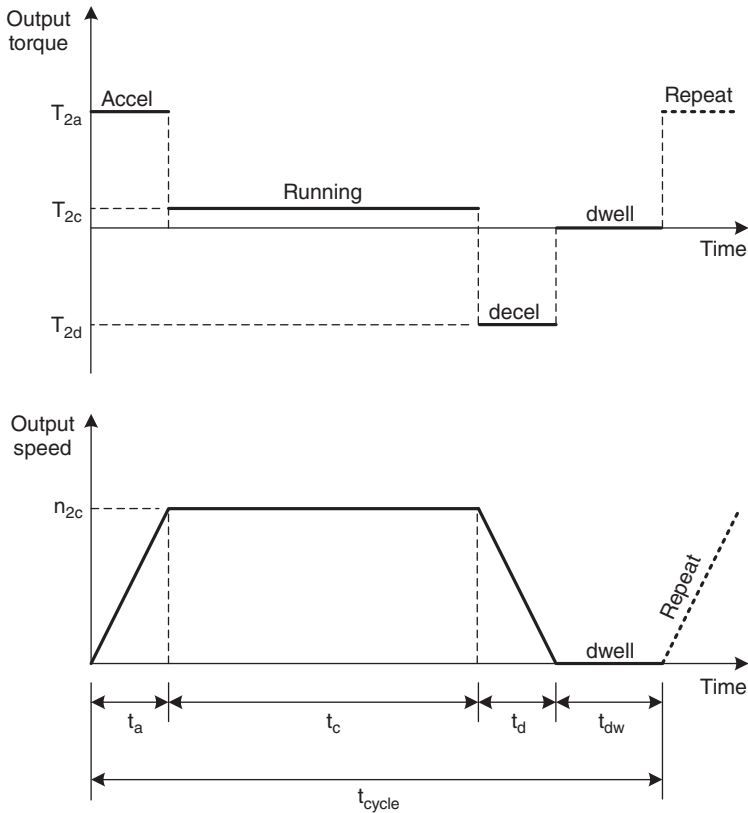 Output
torque
Accel
Repeat
T2a
Running
T2c
dwell
Time
decel
T2d
Output
speed
n2c
Repeat
dwell
Time
ta
tc
td
tdw
tcycle